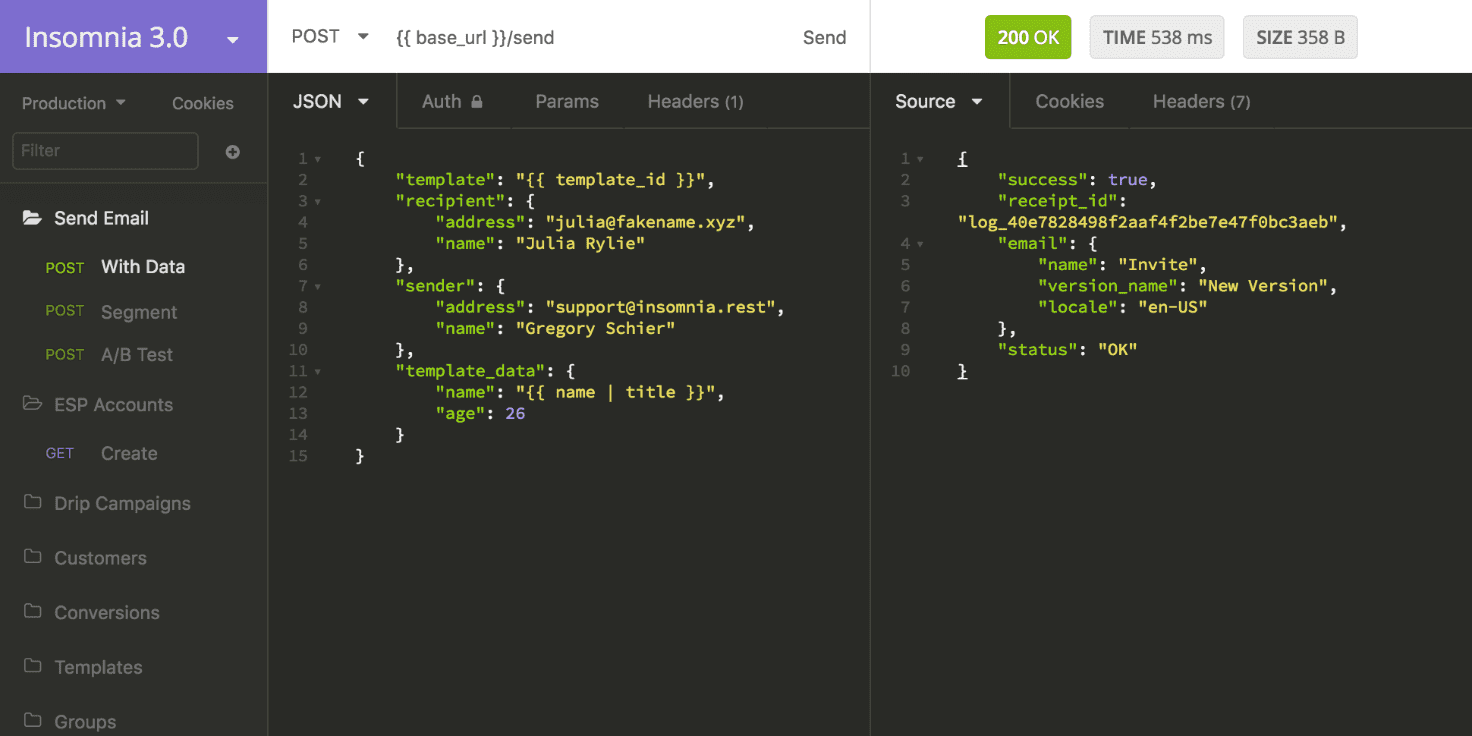 Insomnia 3.0
POST {{ base_url }}/send Send
200 OK TIME 538 ms SIZE 358 B
Production Cookies
Filter
Send Email
POST With Data
POST Segment
POST A/B Test
ESP Accounts
GET Create
Drip Campaigns
Customers
Conversions
Templates
Groups
JSON Auth Params Headers (1)
1 {
2 "template": "{{ template_id }}",
3 "recipient": {
4 "address": "julia@fakename.xyz",
5 "name": "Julia Rylie"
6 },
7 "sender": {
8 "address": "support@insomnia.rest",
9 "name": "Gregory Schier"
10 },
11 "template_data": {
12 "name": "{{ name | title }}",
13 "age": 26
14 }
15 }
Source Cookies Headers (7)
1 {
2 "success": true,
3 "receipt_id":
"log_40e7828498f2aaf4f2be7e47f0bc3aeb",
4 "email": {
5 "name": "Invite",
6 "version_name": "New Version",
7 "locale": "en-US"
8 },
9 "status": "OK"
10 }